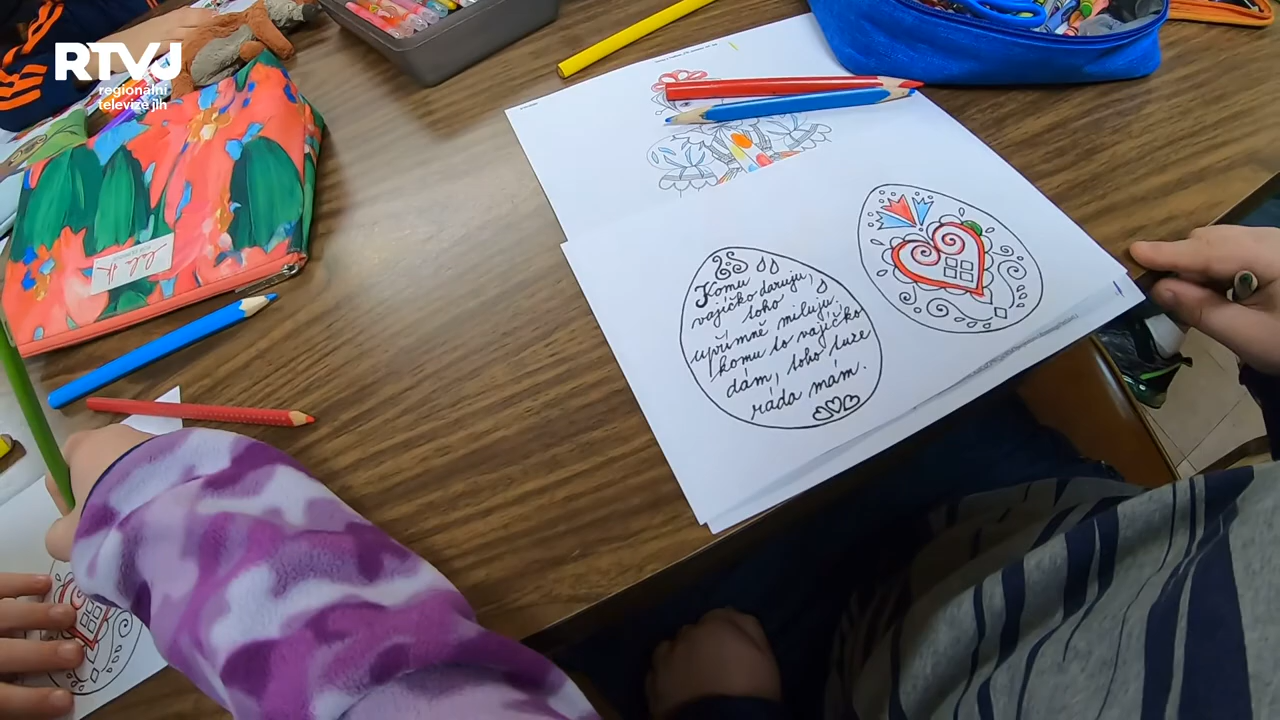 RTVJ
regionální
televize jih
Komu
vajíčko daruju,
toho
upřímně miluju.
Komu to vajíčko
dám, toho tuze
ráda mám.